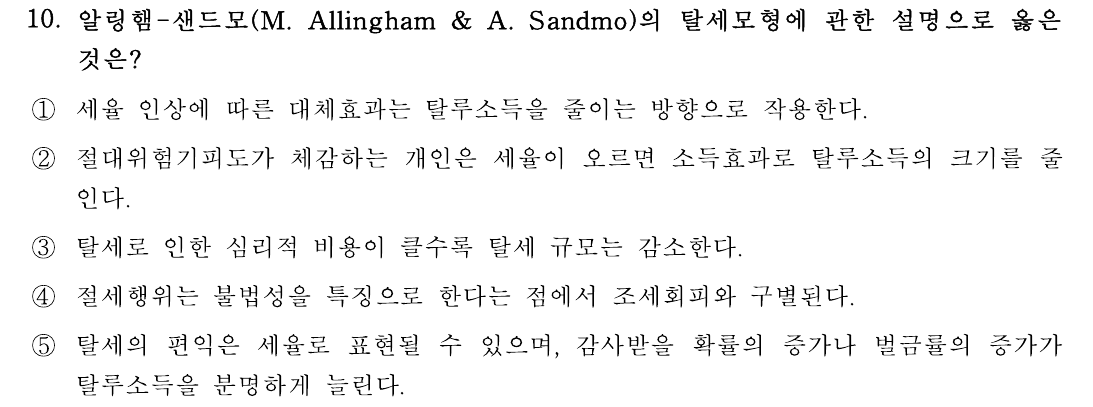 10. 알링햄-샌드모(M. Allingham & A. Sandmo)의 탈세모형에 관한 설명으로 옳은
것은?
① 세율 인상에 따른 대체효과는 탈루소득을 줄이는 방향으로 작용한다.
② 절대위험기피도가 체감하는 개인은 세율이 오르면 소득효과로 탈루소득의 크기를 줄
인다.
③ 탈세로 인한 심리적 비용이 클수록 탈세 규모는 감소한다.
④ 절세행위는 불법성을 특징으로 한다는 점에서 조세회피와 구별된다.
⑤ 탈세의 편익은 세율로 표현될 수 있으며, 감사받을 확률의 증가나 벌금률의 증가가
탈루소득을 분명하게 늘린다.